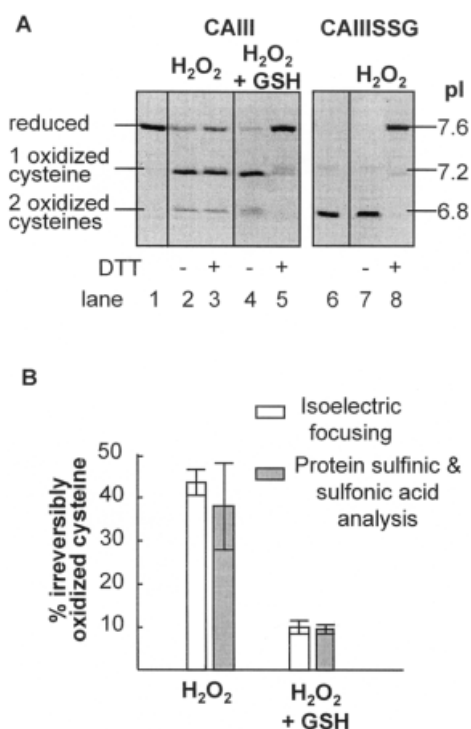 A
CAIII
CAIIISSG
H2O2
H2O2
+ GSH
H2O2
pI
reduced
7.6
1 oxidized
cysteine
7.2
2 oxidized
cysteines
6.8
DTT - + - + - +
lane 1 2 3 4 5 6 7 8
B
Isoelectric
focusing
Protein sulfinic &
sulfonic acid
analysis
% irreversibly
oxidized cysteine
50
40
30
20
10
H2O2
H2O2
+ GSH